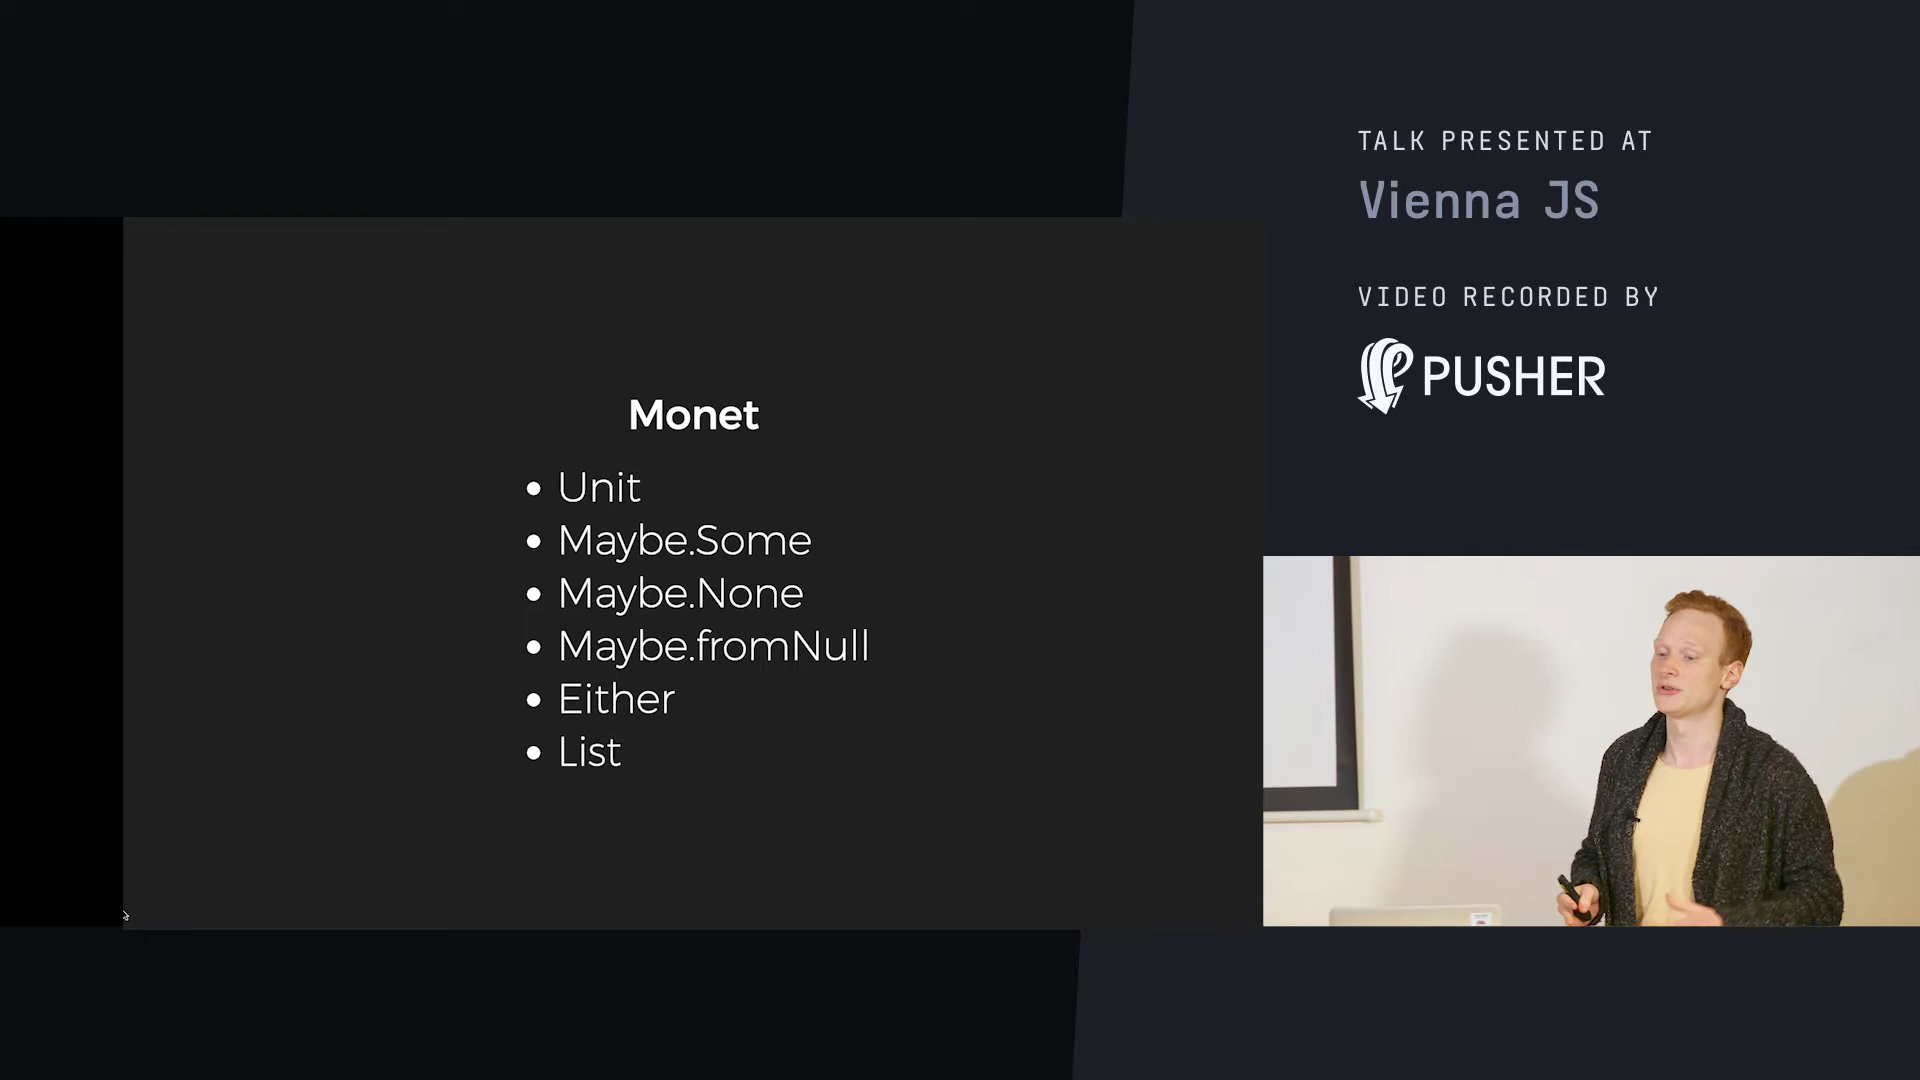 TALK PRESENTED AT
Vienna JS
VIDEO RECORDED BY
PUSHER
Monet
Unit
Maybe.Some
Maybe.None
Maybe.fromNull
Either
List